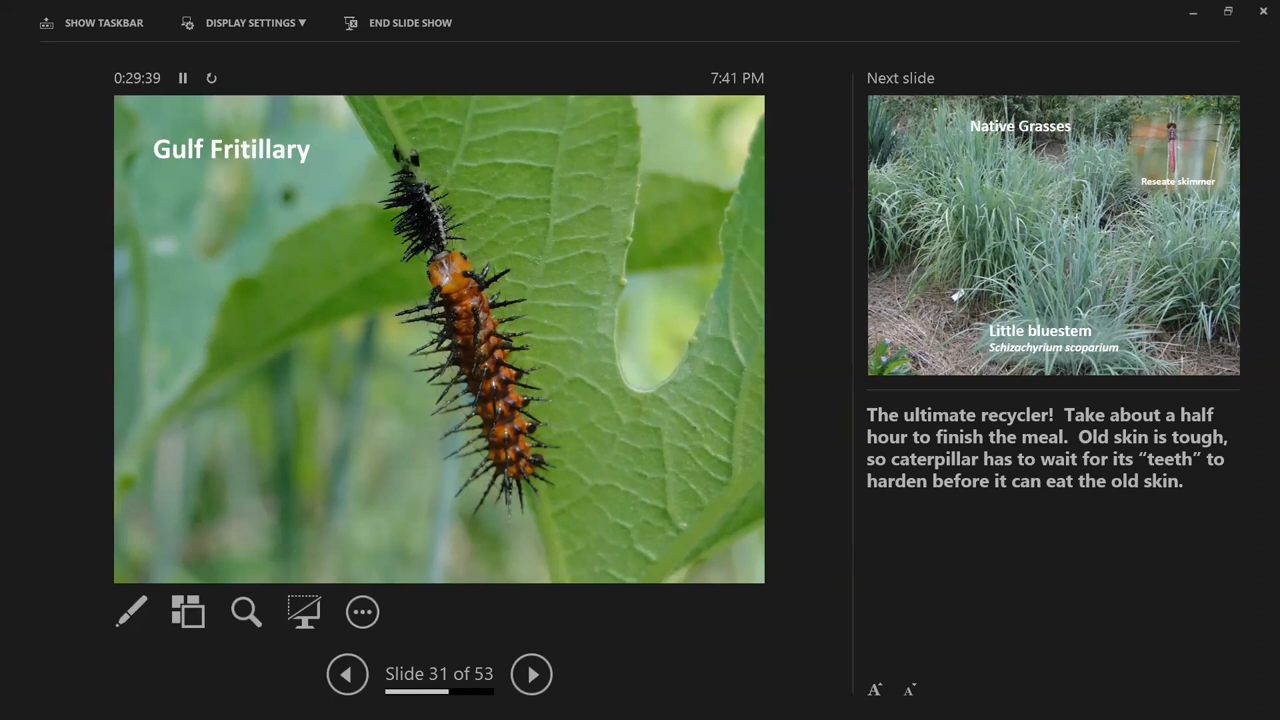 SHOW TASKBAR
DISPLAY SETTINGS ▼
END SLIDE SHOW
0:29:39
7:41 PM
Gulf Fritillary
Next slide
Native Grasses
Roseate skimmer
Little bluestem
Schizachyrium scoparium
The ultimate recycler! Take about a half
hour to finish the meal. Old skin is tough,
so caterpillar has to wait for its “teeth” to
harden before it can eat the old skin.
Slide 31 of 53
A A